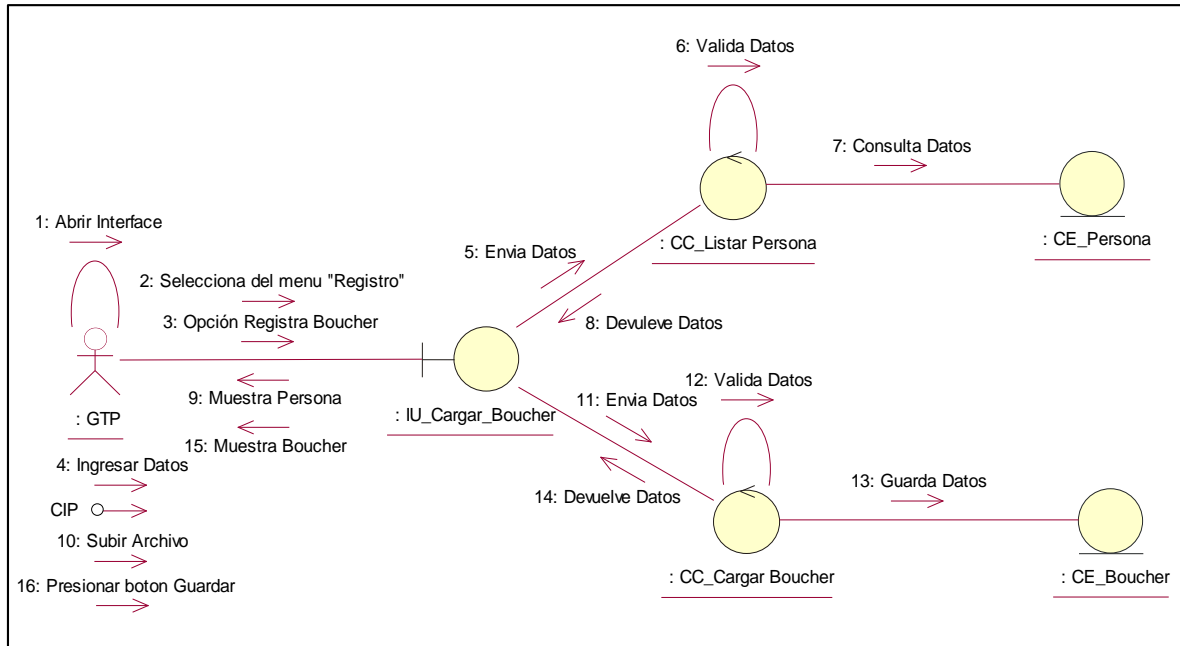 6: Valida Datos
7: Consulta Datos
1: Abrir Interface
: CC_Listar Persona
: CE_Persona
5: Envia Datos
2: Selecciona del menu "Registro"
3: Opción Registra Boucher
8: Devuleve Datos
12: Valida Datos
9: Muestra Persona
11: Envia Datos
: GTP
: IU_Cargar_Boucher
15: Muestra Boucher
4: Ingresar Datos
14: Devuelve Datos
13: Guarda Datos
CIP
10: Subir Archivo
: CC_Cargar Boucher
: CE_Boucher
16: Presionar boton Guardar